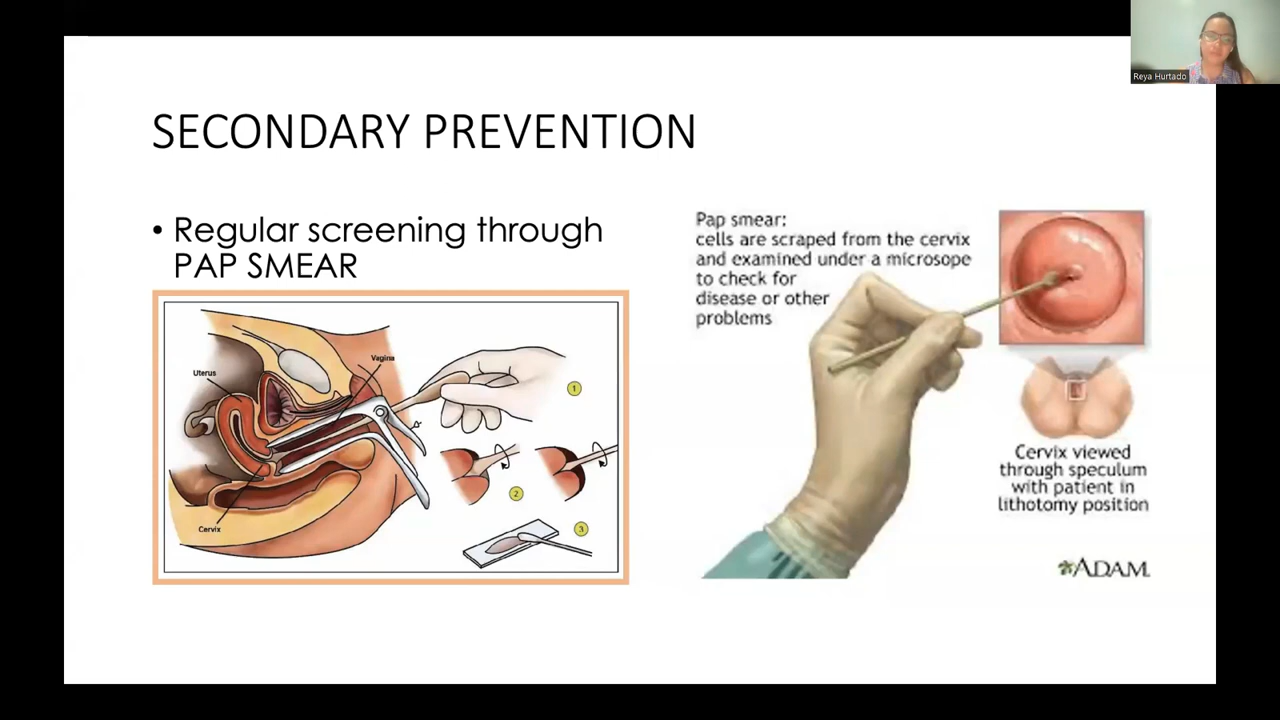 Reya Hurtado
SECONDARY PREVENTION
• Regular screening through
PAP SMEAR
Vagina
Uterus
Cervix
1
2
3
Pap smear:
cells are scraped from the cervix
and examined under a microsope
to check for
disease or other
problems
Cervix viewed
through speculum
with patient in
lithotomy position
ADAM.